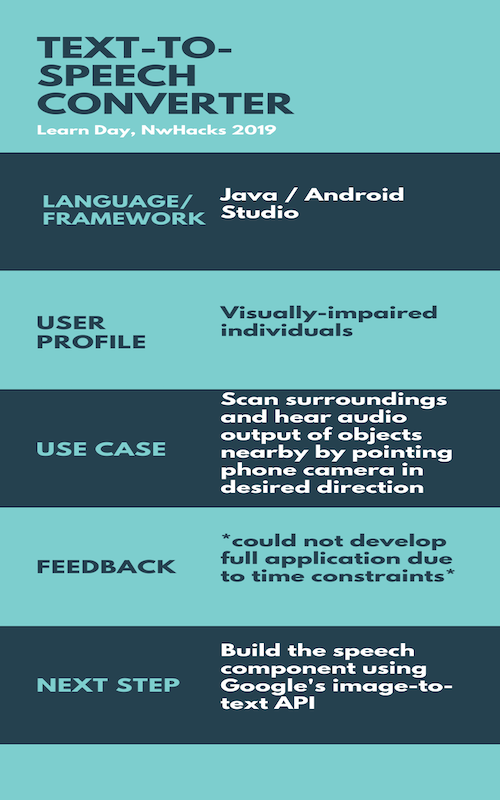 TEXT-TO-
SPEECH
CONVERTER
Learn Day, NwHacks 2019
LANGUAGE/
FRAMEWORK
Java / Android
Studio
USER
PROFILE
Visually-impaired
individuals
USE CASE
Scan surroundings
and hear audio
output of objects
nearby by pointing
phone camera in
desired direction
FEEDBACK
*could not develop
full application due
to time constraints*
NEXT STEP
Build the speech
component using
Google's image-to-
text API